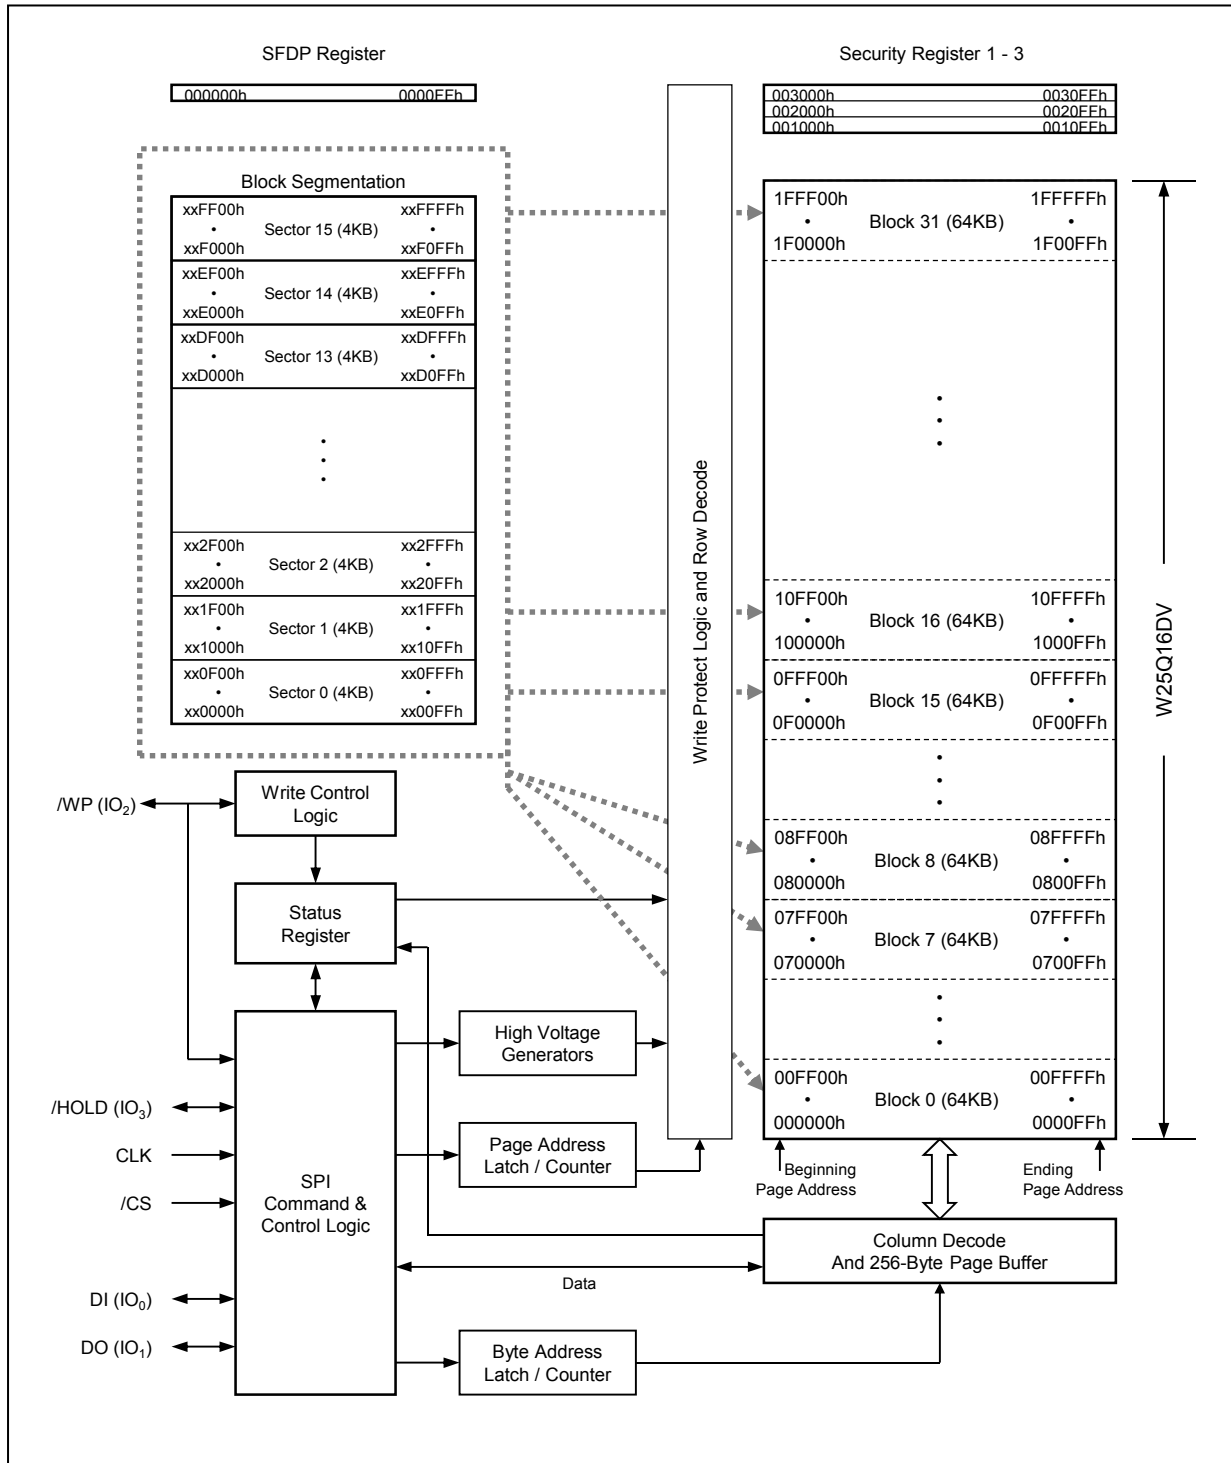 SFDP Register
Security Register 1 - 3
000000h 0000FFh
003000h 0030FFh
002000h 0020FFh
001000h 0010FFh
Block Segmentation
xxFF00h xxFFFFh
•    •
Sector 15 (4KB)
xxF000h xxF0FFh
xxEF00h xxEFFFh
•    •
Sector 14 (4KB)
xxE000h xxE0FFh
xxDF00h xxDFFFh
•    •
Sector 13 (4KB)
xxD000h xxD0FFh
•
•
•
xx2F00h xx2FFFh
•    •
Sector 2 (4KB)
xx2000h xx20FFh
xx1F00h xx1FFFh
•    •
Sector 1 (4KB)
xx1000h xx10FFh
xx0F00h xx0FFFh
•    •
Sector 0 (4KB)
xx0000h xx00FFh
Write Protect Logic and Row Decode
1FFF00h 1FFFFFh
•    •
Block 31 (64KB)
1F0000h 1F00FFh
•
•
•
10FF00h 10FFFFh
•    •
Block 16 (64KB)
100000h 1000FFh
0FFF00h 0FFFFFh
•    •
Block 15 (64KB)
0F0000h 0F00FFh
•
•
•
08FF00h 08FFFFh
•    •
Block 8 (64KB)
080000h 0800FFh
07FF00h 07FFFFh
•    •
Block 7 (64KB)
070000h 0700FFh
•
•
•
00FF00h 00FFFFh
•    •
Block 0 (64KB)
000000h 0000FFh
W25Q16DV
Beginning
Page Address
Ending
Page Address
/WP (IO2)
Write Control
Logic
Status
Register
High Voltage
Generators
/HOLD (IO3)
CLK
/CS
Page Address
Latch / Counter
SPI
Command &
Control Logic
Column Decode
And 256-Byte Page Buffer
Data
DI (IO0)
DO (IO1)
Byte Address
Latch / Counter